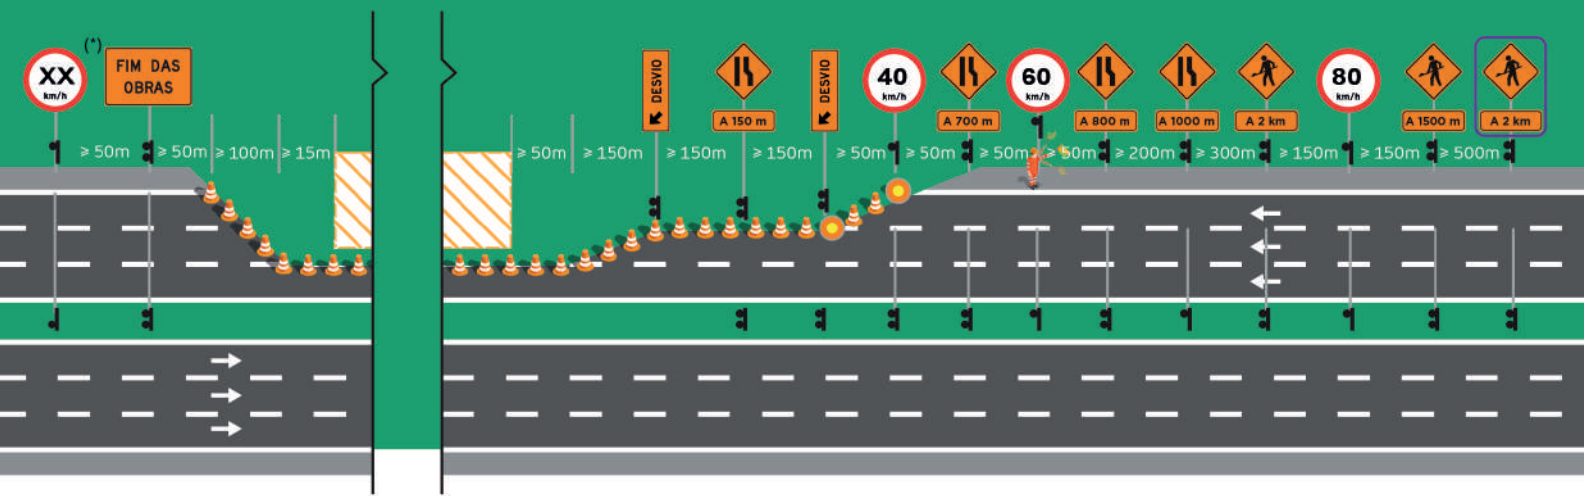 (*)
XX
km/h
FIM DAS
OBRAS
DESVIO
A 150 m
DESVIO
40
km/h
A 700 m
60
km/h
A 800 m
A 1000 m
A 2 km
80
km/h
A 1500 m
A 2 km
≥ 50m
≥ 50m
≥ 100m
≥ 15m
≥ 50m
≥ 150m
≥ 150m
≥ 150m
≥ 50m
≥ 50m
≥ 50m
≥ 50m
≥ 200m
≥ 300m
≥ 150m
≥ 150m
≥ 500m